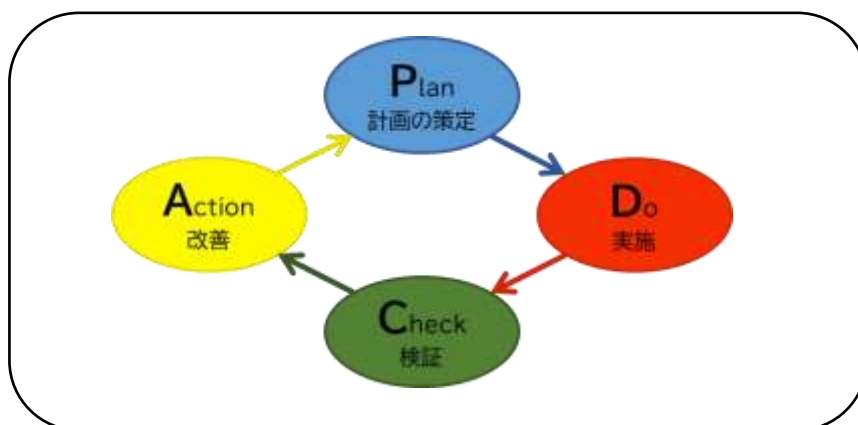 Plan
計画の策定
Do
実施
Check
検証
Action
改善